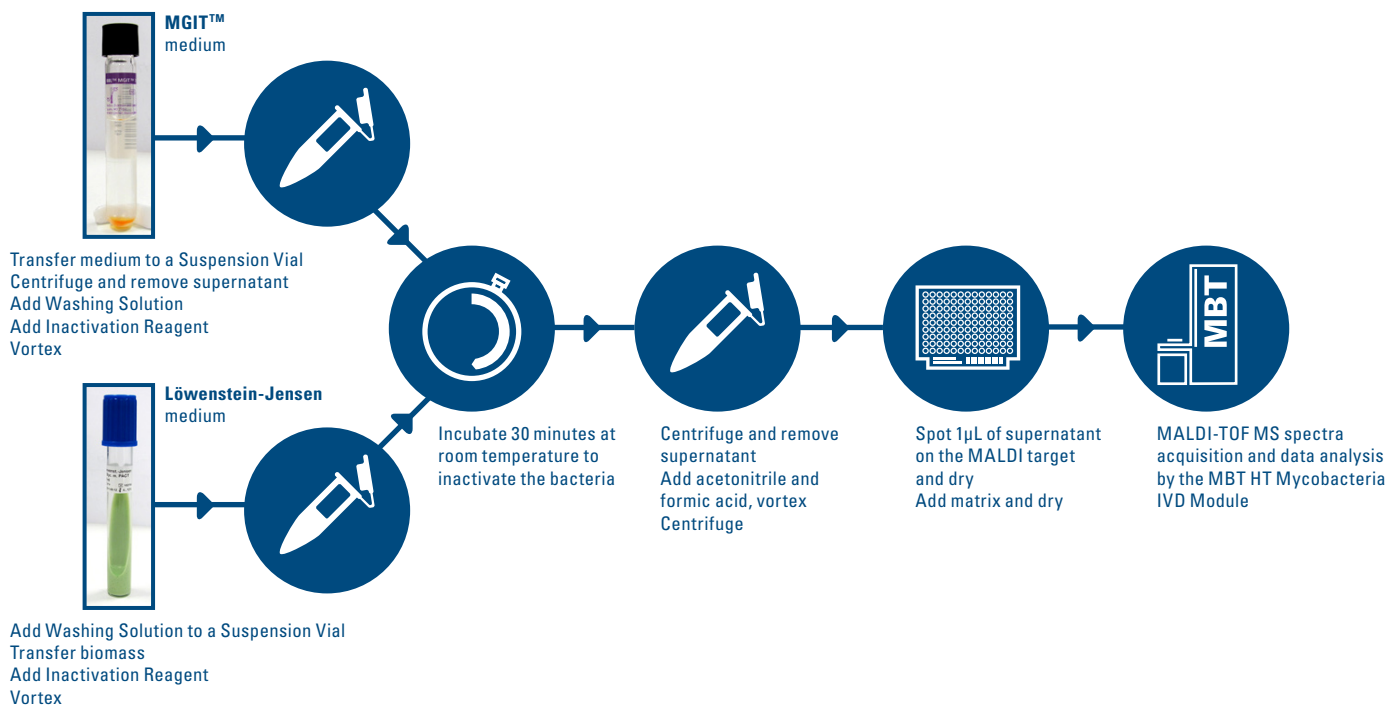 MGIT™
medium
Transfer medium to a Suspension Vial
Centrifuge and remove supernatant
Add Washing Solution
Add Inactivation Reagent
Vortex
Löwenstein-Jensen
medium
Add Washing Solution to a Suspension Vial
Transfer biomass
Add Inactivation Reagent
Vortex
Incubate 30 minutes at
room temperature to
inactivate the bacteria
Centrifuge and remove
supernatant
Add acetonitrile and
formic acid, vortex
Centrifuge
Spot 1µL of supernatant
on the MALDI target
and dry
Add matrix and dry
MBT
MALDI-TOF MS spectra
acquisition and data analysis
by the MBT HT Mycobacteria
IVD Module